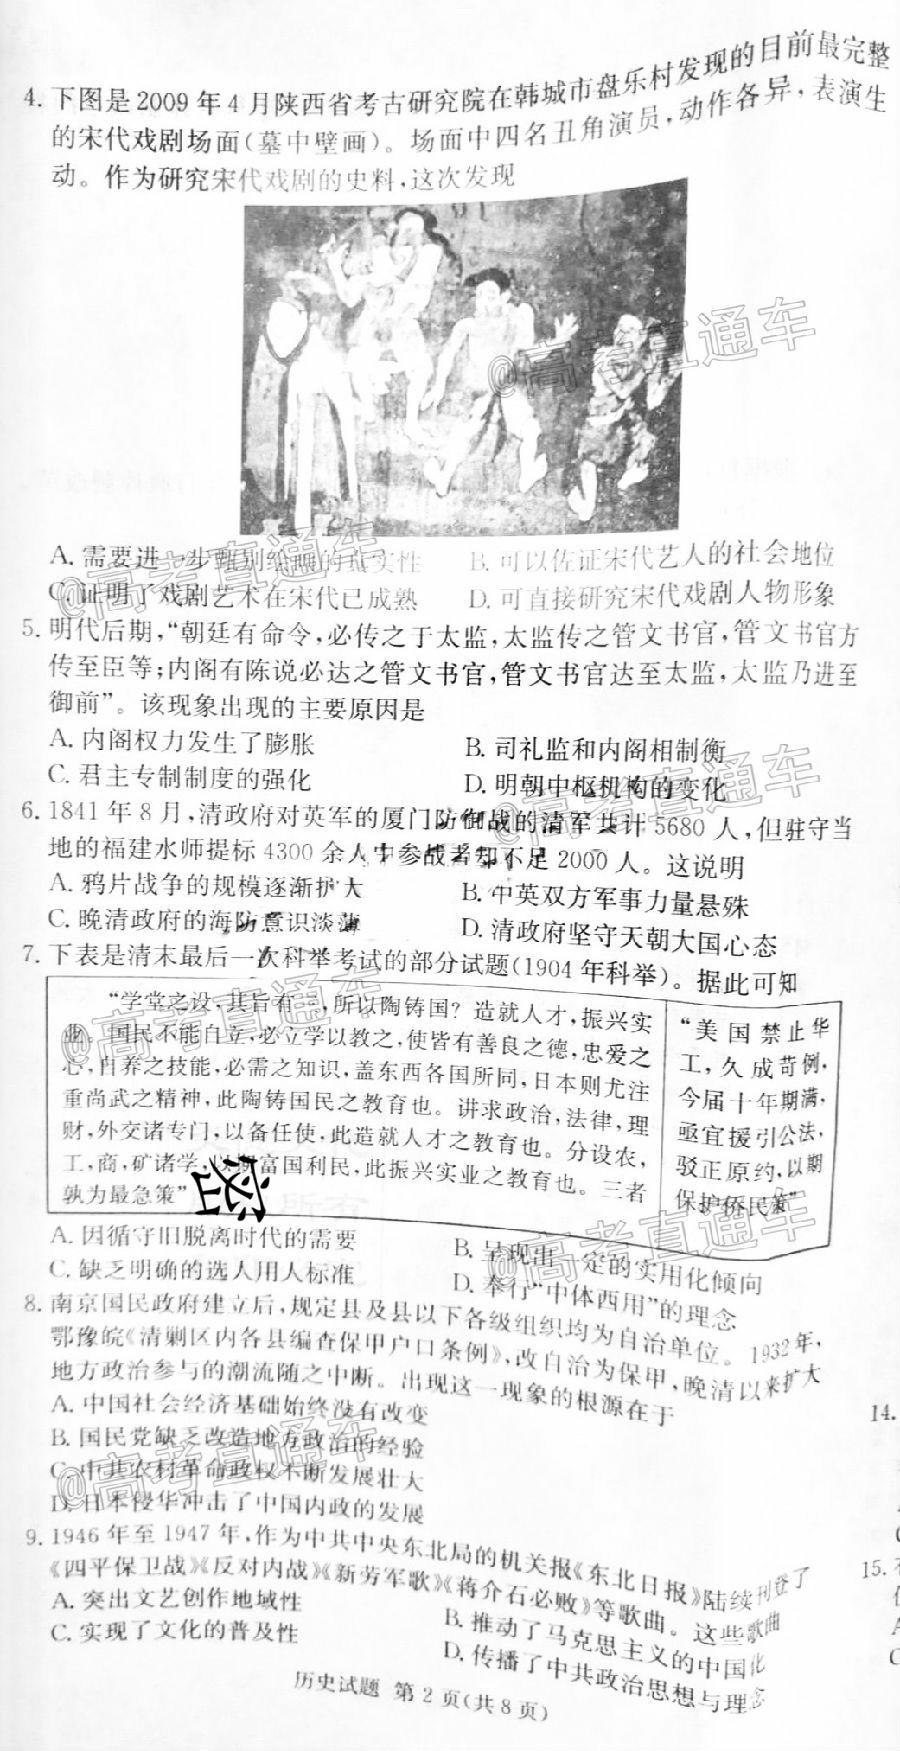 4. 下图是2009年4月陕西省考古研究院在韩城市盘乐村发现的目前最完整
的宋代戏剧场面(墓中壁画)。场面中四名丑角演员,动作各异,表演生
动。作为研究宋代戏剧的史料,这次发现
@高考直通车
A. 需要进一步甄别绘画的真实性 B. 可以佐证宋代艺人的社会地位
C. 证明了戏剧艺术在宋代已成熟 D. 可直接研究宋代戏剧人物形象
@高考直通车
5. 明代后期,“朝廷有命令,必传之于太监,太监传之管文书官,管文书官方
传至臣等;内阁有陈说必达之管文书官,管文书官达至太监,太监乃进至
御前”。该现象出现的主要原因是
A. 内阁权力发生了膨胀 B. 司礼监和内阁相制衡
C. 君主专制制度的强化 D. 明朝中枢机构的变化
@高考直通车
6. 1841年8月,清政府对英军的厦门防御战的清军共计5680人,但驻守当
地的福建水师提标4300余人中参战者却不足2000人。这说明
A. 鸦片战争的规模逐渐扩大 B. 中英双方军事力量悬殊
C. 晚清政府的海防意识淡薄 D. 清政府坚守天朝大国心态
7. 下表是清末最后一次科举考试的部分试题(1904年科举)。据此可知
“学堂之设,其旨有三,所以陶铸国?造就人才,振兴实
业。国民不能自立,必立学以教之,使皆有善良之德,忠爱之
心,自养之技能,必需之知识,盖东西各国所同,日本则尤注
重尚武之精神,此陶铸国民之教育也。讲求政治,法律,理
财,外交诸专门,以备任使,此造就人才之教育也。分设农,
工,商,矿诸学,以期富国利民,此振兴实业之教育也。三者
孰为最急策”
“美国禁止华
工,久成苛例,
今届十年期满,
亟宜援引公法,
驳正原约,以期
保护侨民策”
@高考直通车
密
@高考直通车
A. 因循守旧脱离时代的需要 B. 呈现出一定的实用化倾向
C. 缺乏明确的选人用人标准 D. 奉行“中体西用”的理念
8. 南京国民政府建立后,规定县及县以下各级组织均为自治单位。1932年,
鄂豫皖《清剿区内各县编查保甲户口条例》,改自治为保甲,晚清以来扩大
地方政治参与的潮流随之中断。出现这一现象的根源在于
A. 中国社会经济基础始终没有改变
B. 国民党缺乏改造地方政治的经验
C. 中共农村革命政权不断发展壮大
D. 日本侵华冲击了中国内政的发展
@高考直通车
9. 1946年至1947年,作为中共中央东北局的机关报《东北日报》陆续刊登了
《四平保卫战》《反对内战》《新劳军歌》《蒋介石必败》等歌曲。这些歌曲
A. 突出文艺创作地域性 B. 推动了马克思主义的中国化
C. 实现了文化的普及性 D. 传播了中共政治思想与理念
历史试题 第2页(共8页)
14.
15.